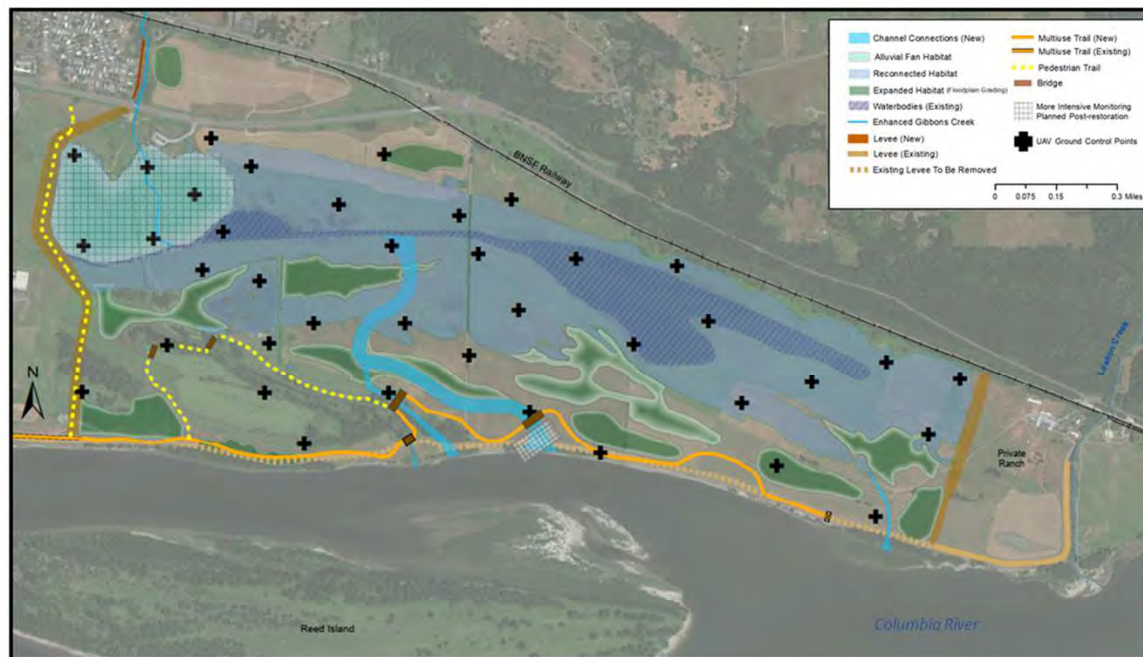 Channel Connections (New)
Alluvial Fan Habitat
Reconnected Habitat
Expanded Habitat (Floodplain Grading)
Waterbodies (Existing)
Enhanced Gibbons Creek
Levee (New)
Levee (Existing)
Existing Levee To Be Removed
Multiuse Trail (New)
Multiuse Trail (Existing)
Pedestrian Trail
Bridge
More Intensive Monitoring
Planned Post-restoration
UAV Ground Control Points
0 0.075 0.15 0.3 Miles
BNSF Railway
Lawton Creek
N
Private
Ranch
Reed Island
Columbia River